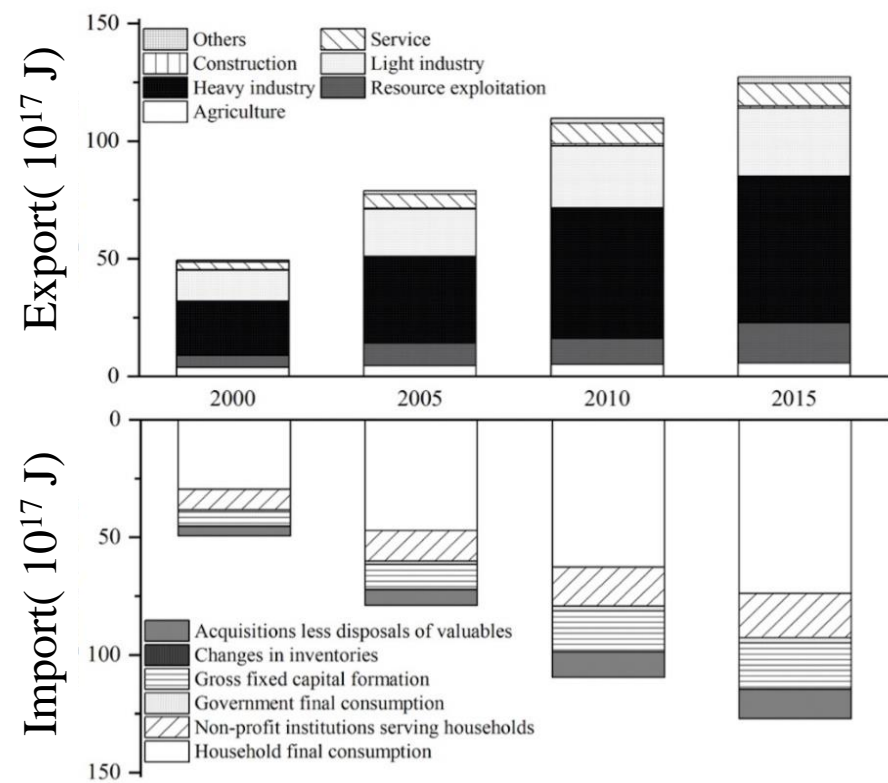 Export( 10¹⁷ J)
150
100
50
0
Others
Service
Construction
Light industry
Heavy industry
Resource exploitation
Agriculture
2000 2005 2010 2015
Import( 10¹⁷ J)
0
50
100
150
Acquisitions less disposals of valuables
Changes in inventories
Gross fixed capital formation
Government final consumption
Non-profit institutions serving households
Household final consumption